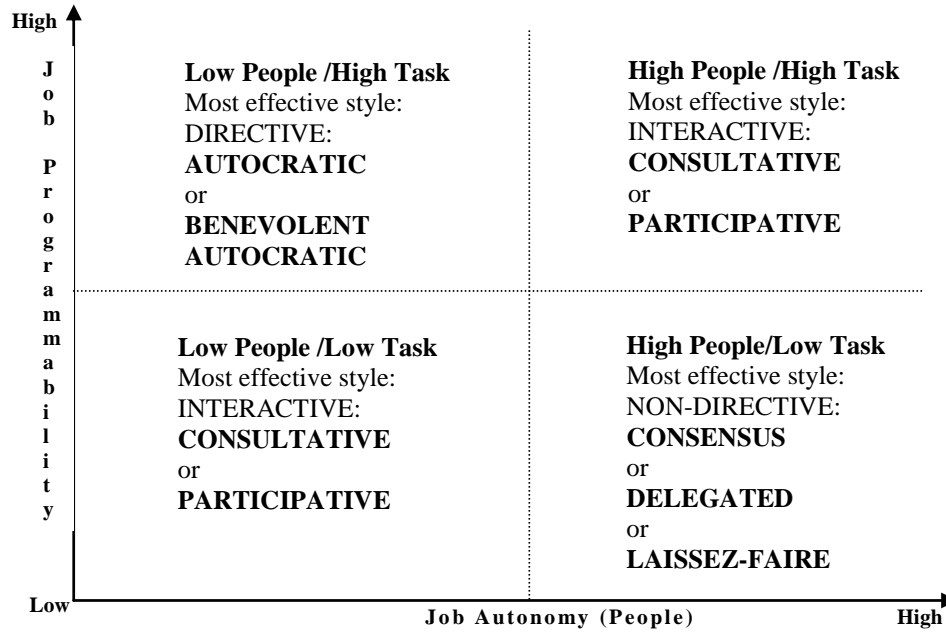 High
Job Programmability
Low People /High Task
Most effective style:
DIRECTIVE:
AUTOCRATIC
or
BENEVOLENT
AUTOCRATIC
High People /High Task
Most effective style:
INTERACTIVE:
CONSULTATIVE
or
PARTICIPATIVE
Low People /Low Task
Most effective style:
INTERACTIVE:
CONSULTATIVE
or
PARTICIPATIVE
High People/Low Task
Most effective style:
NON-DIRECTIVE:
CONSENSUS
or
DELEGATED
or
LAISSEZ-FAIRE
Low
Job Autonomy (People)
High